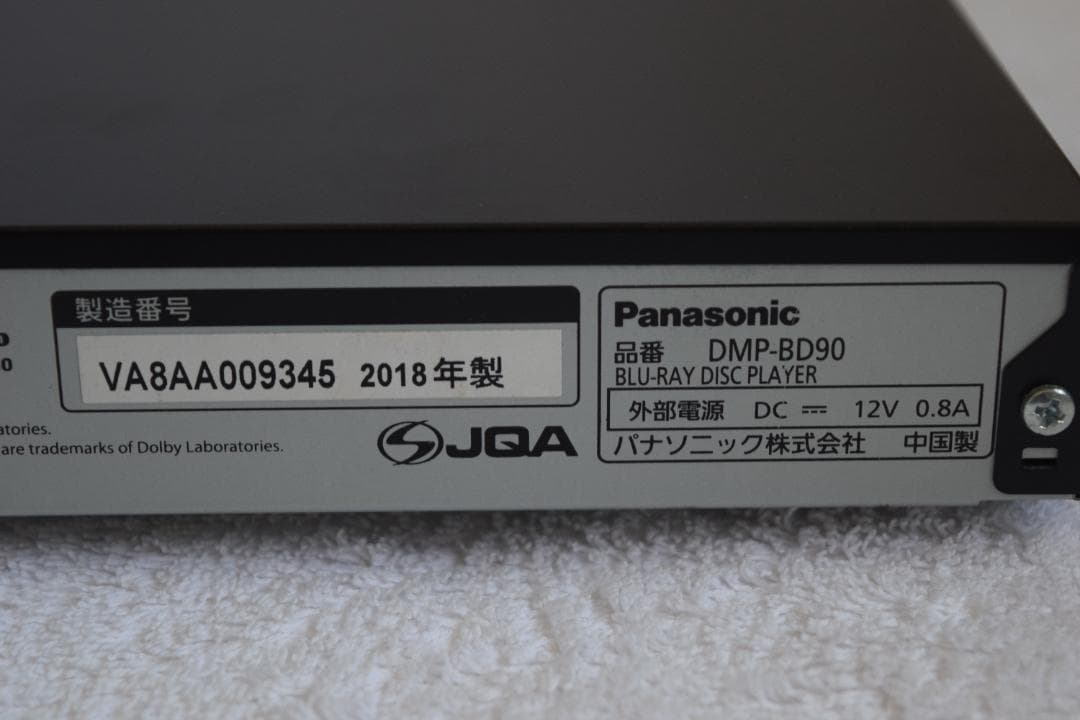 製造番号
VA8AA009345 2018年製
atories.
are trademarks of Dolby Laboratories.
JQA
Panasonic
品番 DMP-BD90
BLU-RAY DISC PLAYER
外部電源 DC ⎓ 12V 0.8A
パナソニック株式会社 中国製